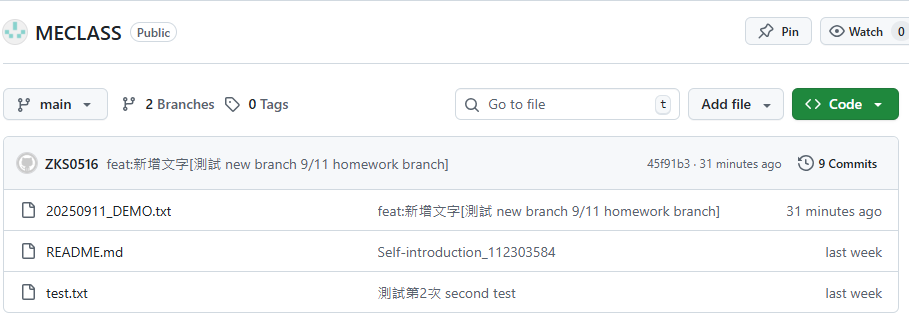 MECLASS Public Pin Watch 0
main 2 Branches 0 Tags Go to file t Add file Code
ZKS0516 feat:新增文字[測試 new branch 9/11 homework branch] 45f91b3 · 31 minutes ago 9 Commits
20250911_DEMO.txt feat:新增文字[測試 new branch 9/11 homework branch] 31 minutes ago
README.md Self-introduction_112303584 last week
test.txt 測試第2次 second test last week